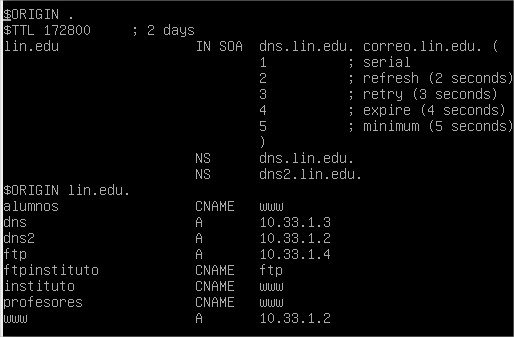 $ORIGIN .
$TTL 172800 ; 2 days
lin.edu IN SOA dns.lin.edu. correo.lin.edu. (
1 ; serial
2 ; refresh (2 seconds)
3 ; retry (3 seconds)
4 ; expire (4 seconds)
5 ; minimum (5 seconds)
)
NS dns.lin.edu.
NS dns2.lin.edu.
$ORIGIN lin.edu.
alumnos CNAME www
dns A 10.33.1.3
dns2 A 10.33.1.2
ftp A 10.33.1.4
ftpinstituto CNAME ftp
instituto CNAME www
profesores CNAME www
www A 10.33.1.2